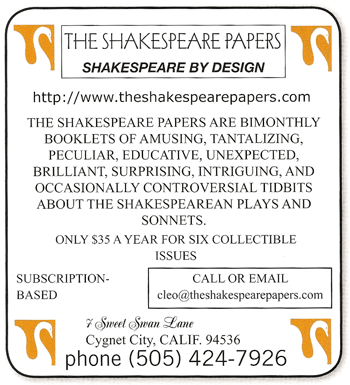 THE SHAKESPEARE PAPERS
SHAKESPEARE BY DESIGN
http://www.theshakespearepapers.com
THE SHAKESPEARE PAPERS ARE BIMONTHLY
BOOKLETS OF AMUSING, TANTALIZING,
PECULIAR, EDUCATIVE, UNEXPECTED,
BRILLIANT, SURPRISING, INTRIGUING, AND
OCCASIONALLY CONTROVERSIAL TIDBITS
ABOUT THE SHAKESPEAREAN PLAYS AND
SONNETS.
ONLY $35 A YEAR FOR SIX COLLECTIBLE
ISSUES
SUBSCRIPTION-
BASED
CALL OR EMAIL
cleo@theshakespearepapers.com
7 Sweet Swan Lane
Cygnet City, CALIF. 94536
phone (505) 424-7926